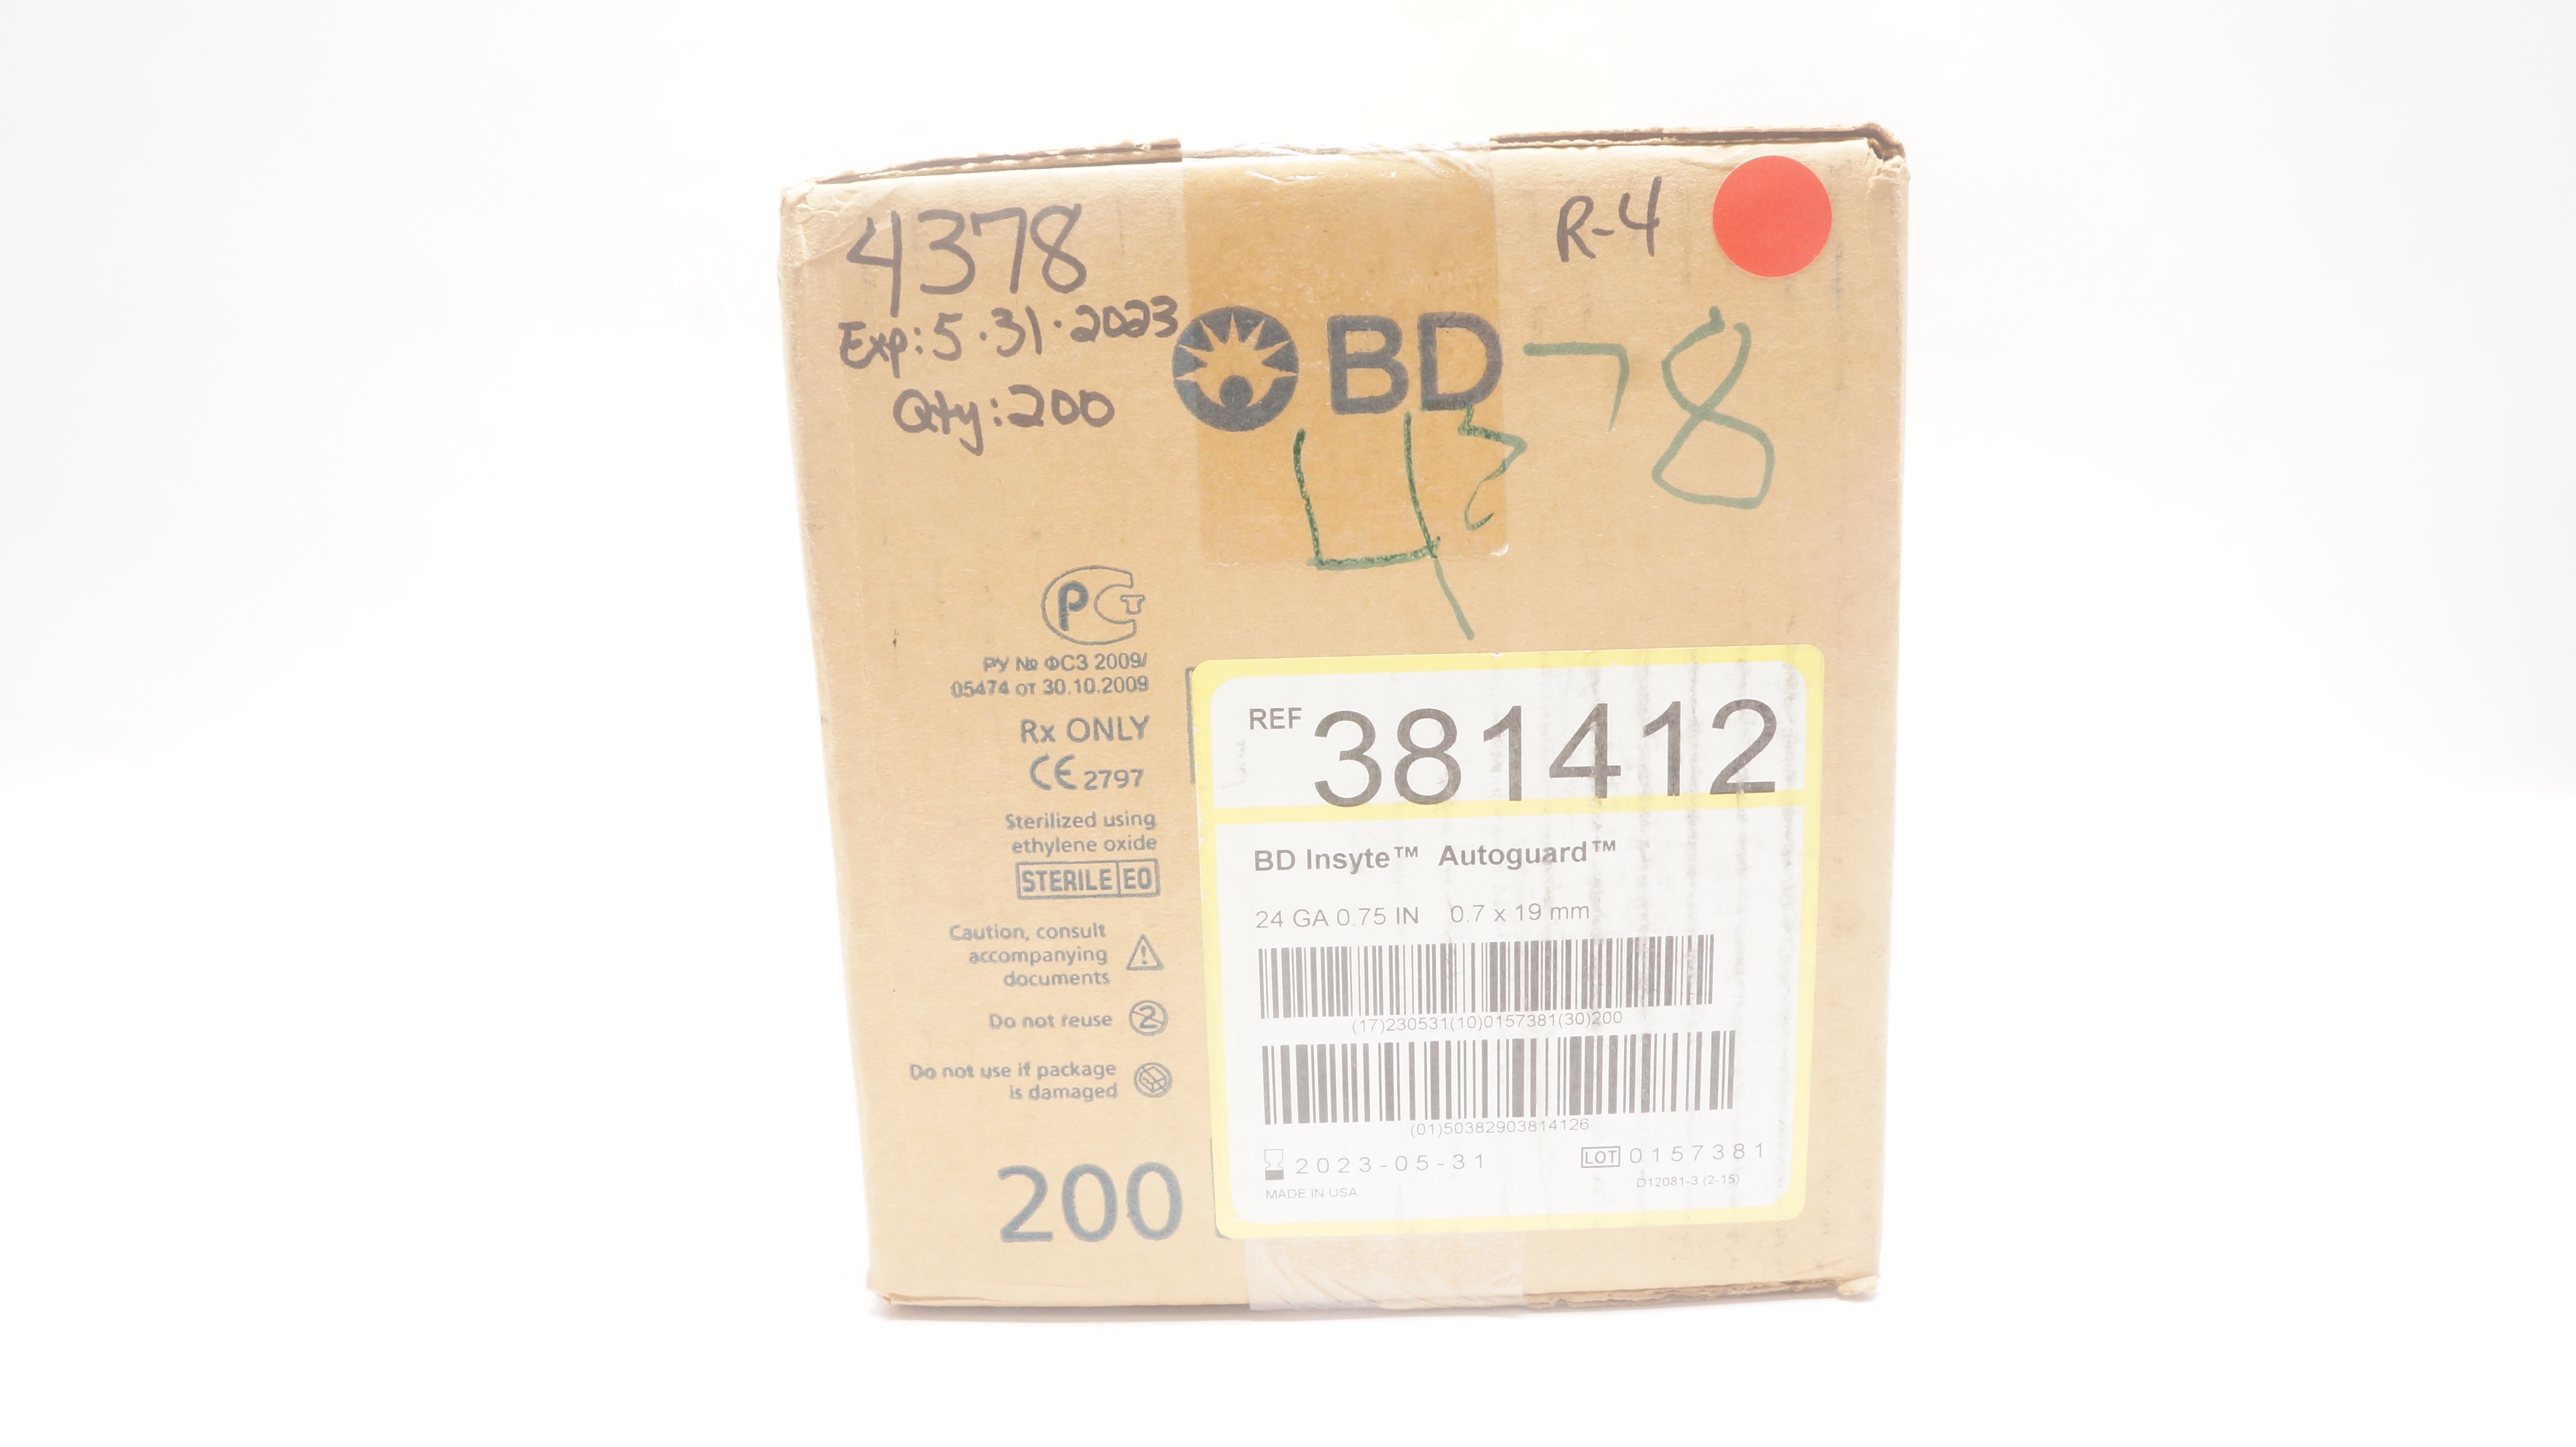 4378
R-4
Exp: 5.31.2023
Qty: 200
BD
4378
РСТ
РУ № ФСЗ 2009/
05474 от 30.10.2009
Rx ONLY
CE 2797
Sterilized using
ethylene oxide
STERILE EO
Caution, consult
accompanying
documents
Do not reuse
2
Do not use if package
is damaged
200
REF 381412
BD Insyte™ Autoguard™
24 GA 0.75 IN 0.7 x 19 mm
(17)230531(10)0157381(30)200
(01)50382903814126
2023-05-31
LOT 0157381
MADE IN USA
D12081-3 (2-15)